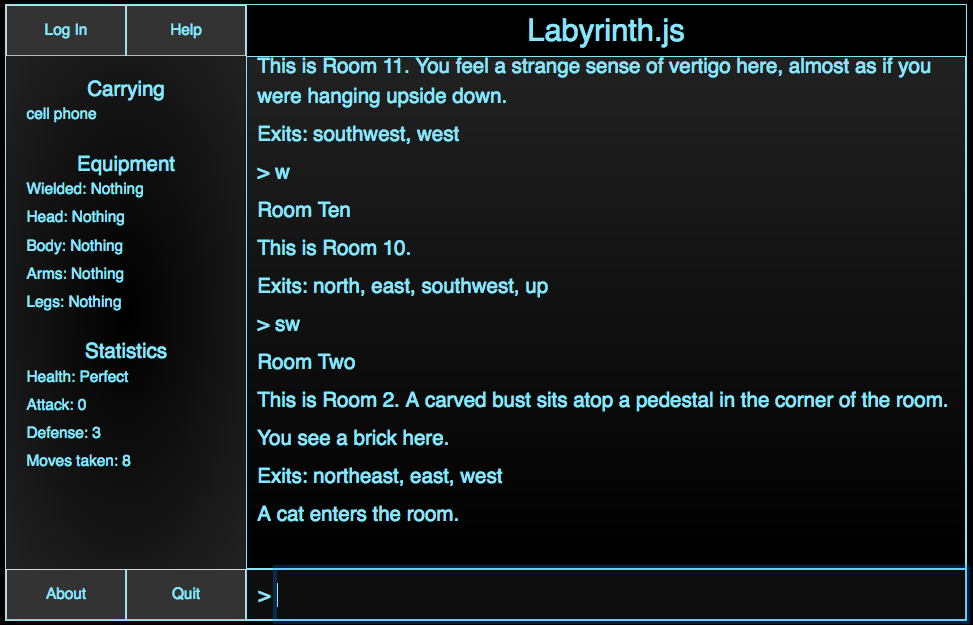 Log In
Help
Labyrinth.js
Carrying
cell phone
Equipment
Wielded: Nothing
Head: Nothing
Body: Nothing
Arms: Nothing
Legs: Nothing
Statistics
Health: Perfect
Attack: 0
Defense: 3
Moves taken: 8
About
Quit
This is Room 11. You feel a strange sense of vertigo here, almost as if you
were hanging upside down.
Exits: southwest, west
> w
Room Ten
This is Room 10.
Exits: north, east, southwest, up
> sw
Room Two
This is Room 2. A carved bust sits atop a pedestal in the corner of the room.
You see a brick here.
Exits: northeast, east, west
A cat enters the room.
>